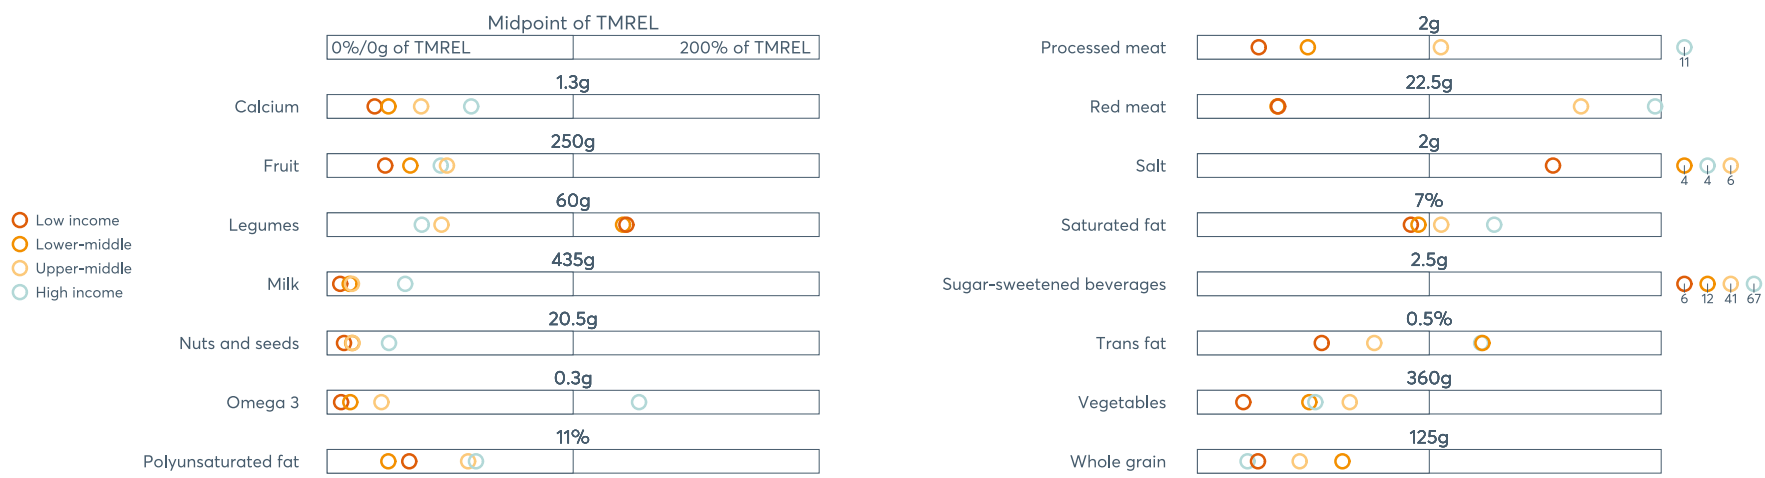 Midpoint of TMREL
0%/0g of TMREL
200% of TMREL
1.3g
Calcium
250g
Fruit
60g
Legumes
435g
Milk
20.5g
Nuts and seeds
0.3g
Omega 3
11%
Polyunsaturated fat
Low income
Lower-middle
Upper-middle
High income
2g
Processed meat
11
22.5g
Red meat
2g
Salt
4 4 6
7%
Saturated fat
2.5g
Sugar-sweetened beverages
6 12 41 67
0.5%
Trans fat
360g
Vegetables
125g
Whole grain